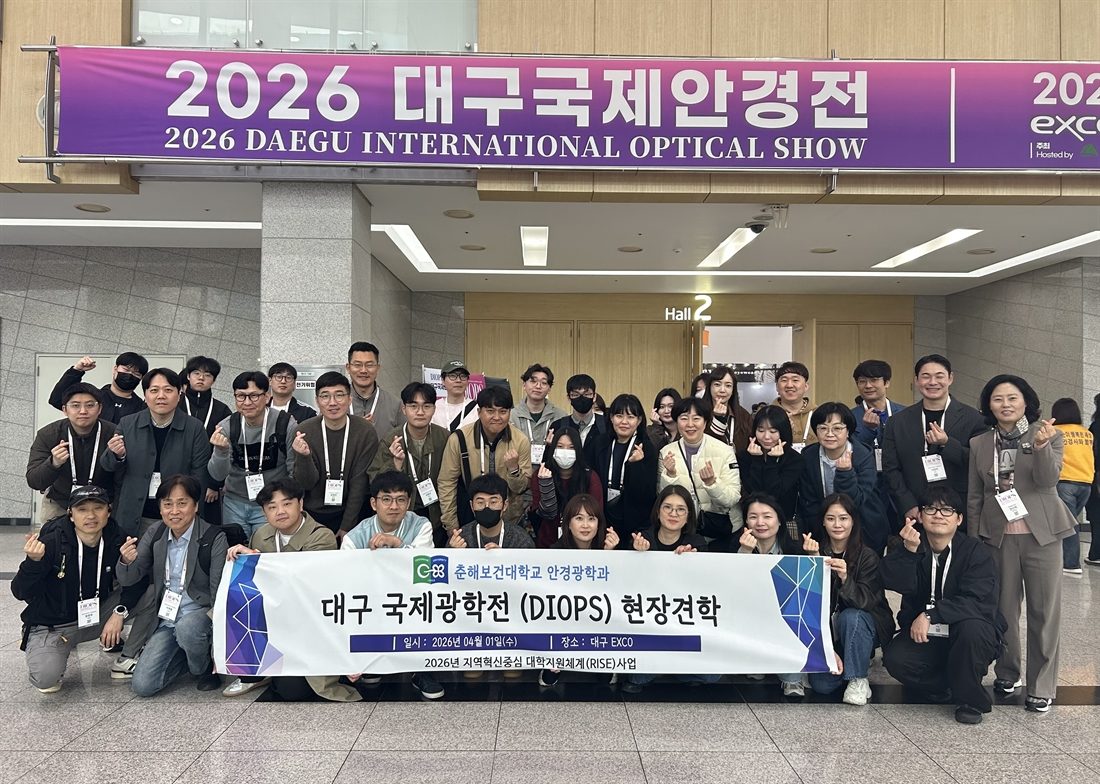 2026 대구국제안경전
2026 DAEGU INTERNATIONAL OPTICAL SHOW
exco
주최
Hosted by
Hall 2
춘해보건대학교 안경광학과
대구 국제광학전 (DIOPS) 현장견학
일시 : 2026년 04월 01일(수) 장소 : 대구 EXCO
2026년 지역혁신중심 대학지원체계(RISE)사업